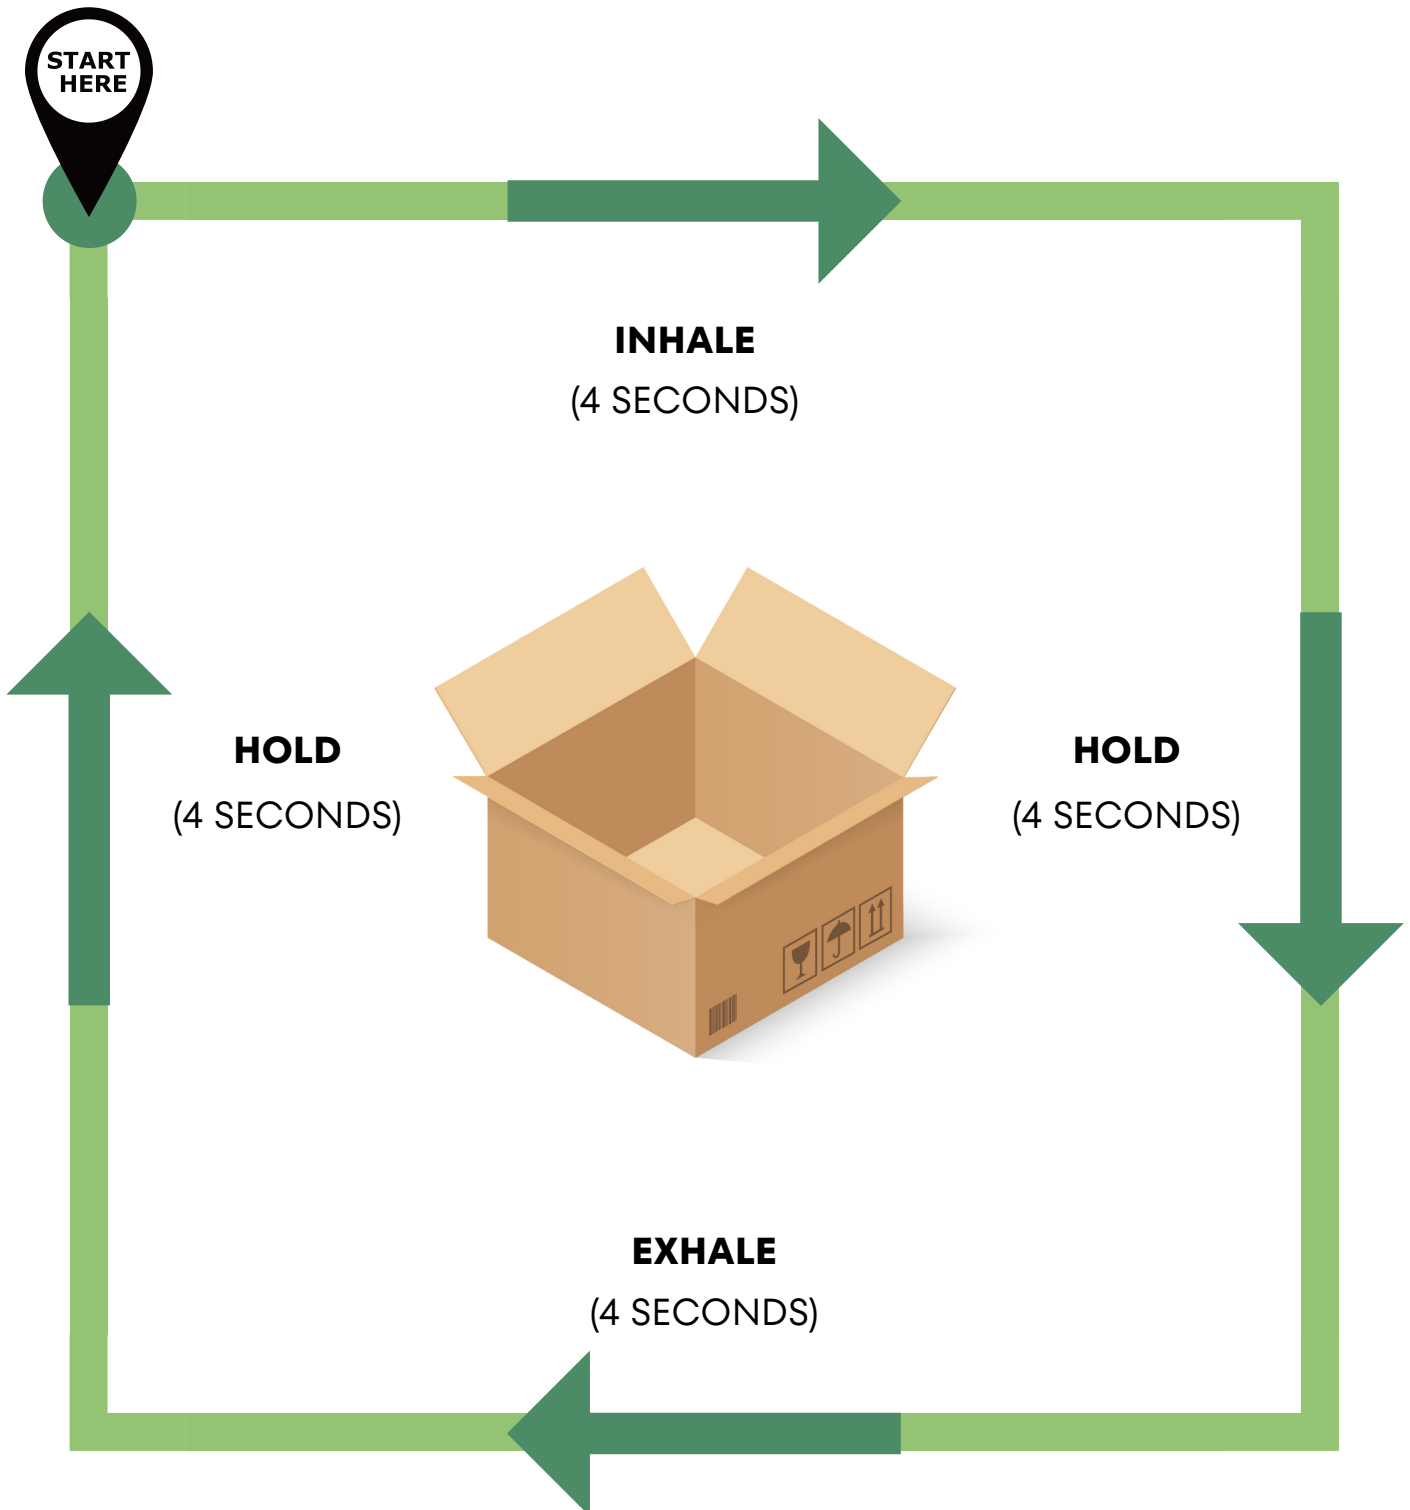 START
HERE
INHALE
(4 SECONDS)
HOLD
(4 SECONDS)
HOLD
(4 SECONDS)
EXHALE
(4 SECONDS)